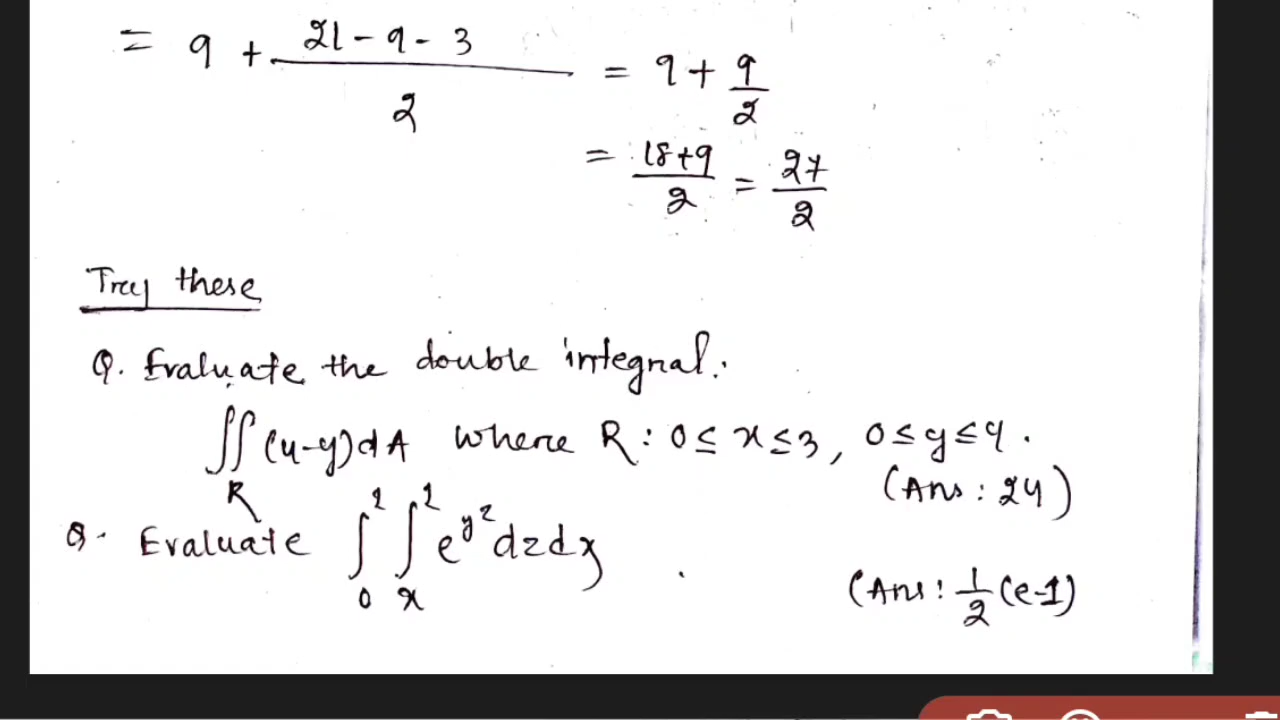 = 9 + (21 - 9 - 3)/2 = 9 + 9/2
= (18+9)/2 = 27/2
Try these
Q. Evaluate the double integral.
∬_R (4-y)dA where R : 0 ≤ x ≤ 3, 0 ≤ y ≤ 4.
(Ans : 24)
Q. Evaluate ∫_0^2 ∫_x^2 e^{y^2} dzdx
(Ans : 1/2 (e-1)